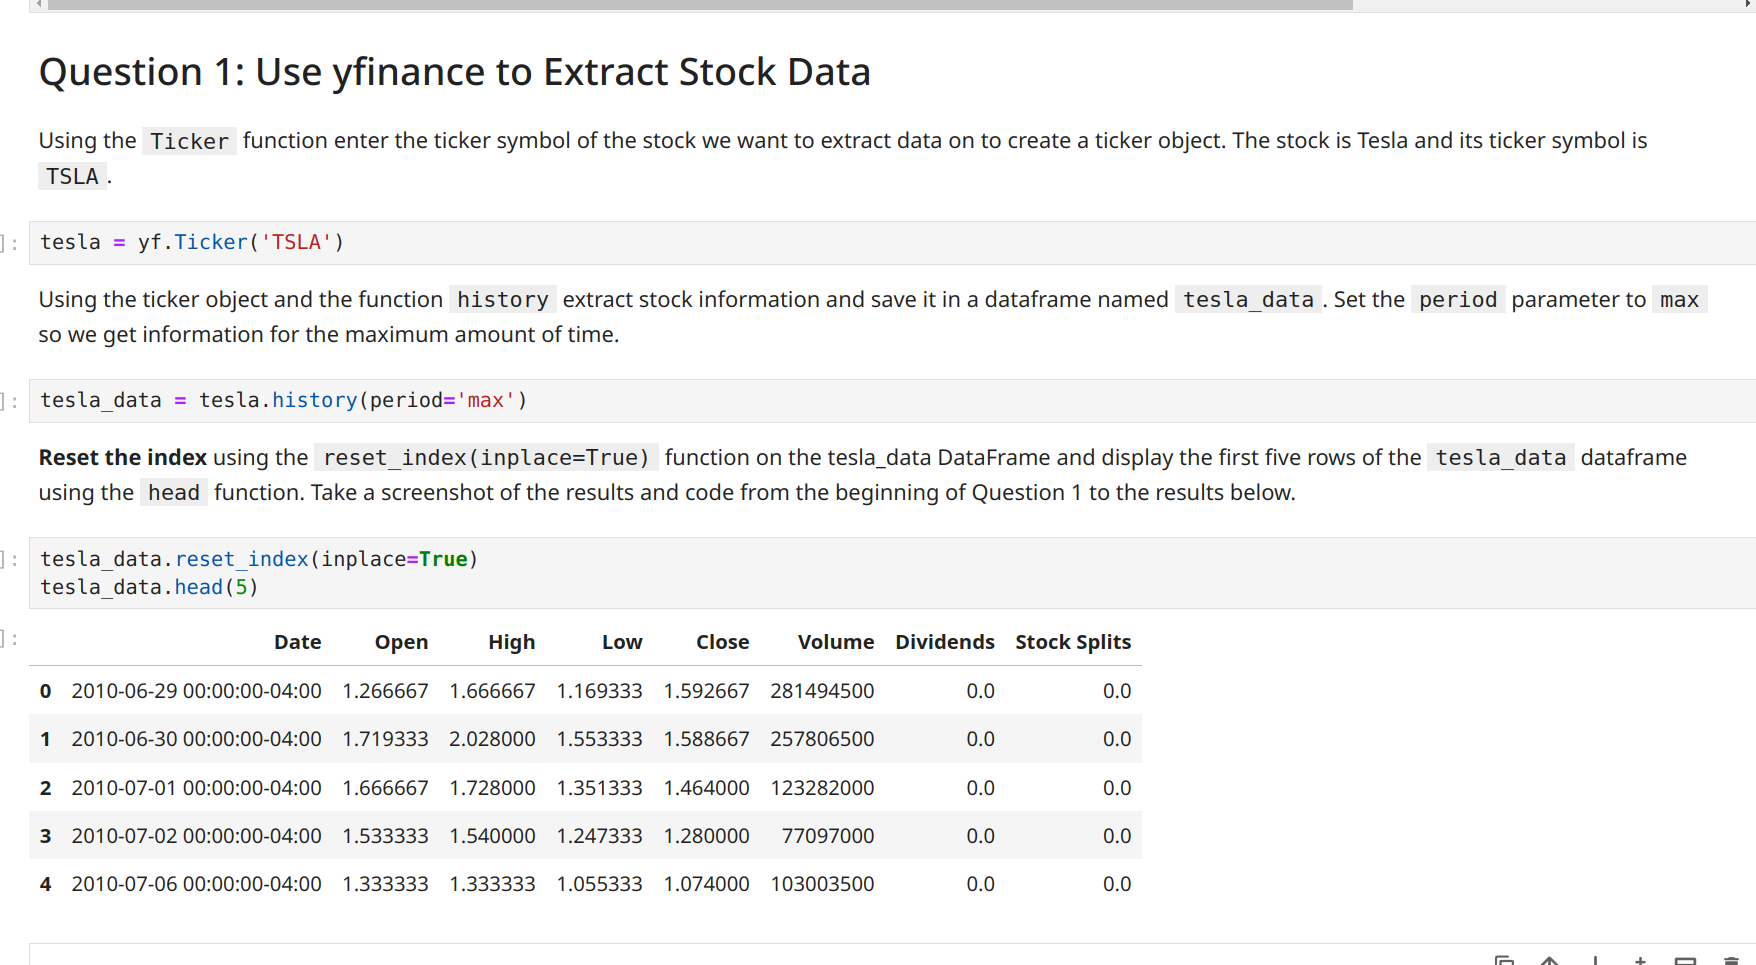 Question 1: Use yfinance to Extract Stock Data
Using the Ticker function enter the ticker symbol of the stock we want to extract data on to create a ticker object. The stock is Tesla and its ticker symbol is
TSLA .
]: tesla = yf.Ticker('TSLA')
Using the ticker object and the function history extract stock information and save it in a dataframe named tesla_data . Set the period parameter to max
so we get information for the maximum amount of time.
]: tesla_data = tesla.history(period='max')
Reset the index using the reset_index(inplace=True) function on the tesla_data DataFrame and display the first five rows of the tesla_data dataframe
using the head function. Take a screenshot of the results and code from the beginning of Question 1 to the results below.
]: tesla_data.reset_index(inplace=True)
tesla_data.head(5)
]: Date Open High Low Close Volume Dividends Stock Splits
0 2010-06-29 00:00:00-04:00 1.266667 1.666667 1.169333 1.592667 281494500 0.0 0.0
1 2010-06-30 00:00:00-04:00 1.719333 2.028000 1.553333 1.588667 257806500 0.0 0.0
2 2010-07-01 00:00:00-04:00 1.666667 1.728000 1.351333 1.464000 123282000 0.0 0.0
3 2010-07-02 00:00:00-04:00 1.533333 1.540000 1.247333 1.280000 77097000 0.0 0.0
4 2010-07-06 00:00:00-04:00 1.333333 1.333333 1.055333 1.074000 103003500 0.0 0.0